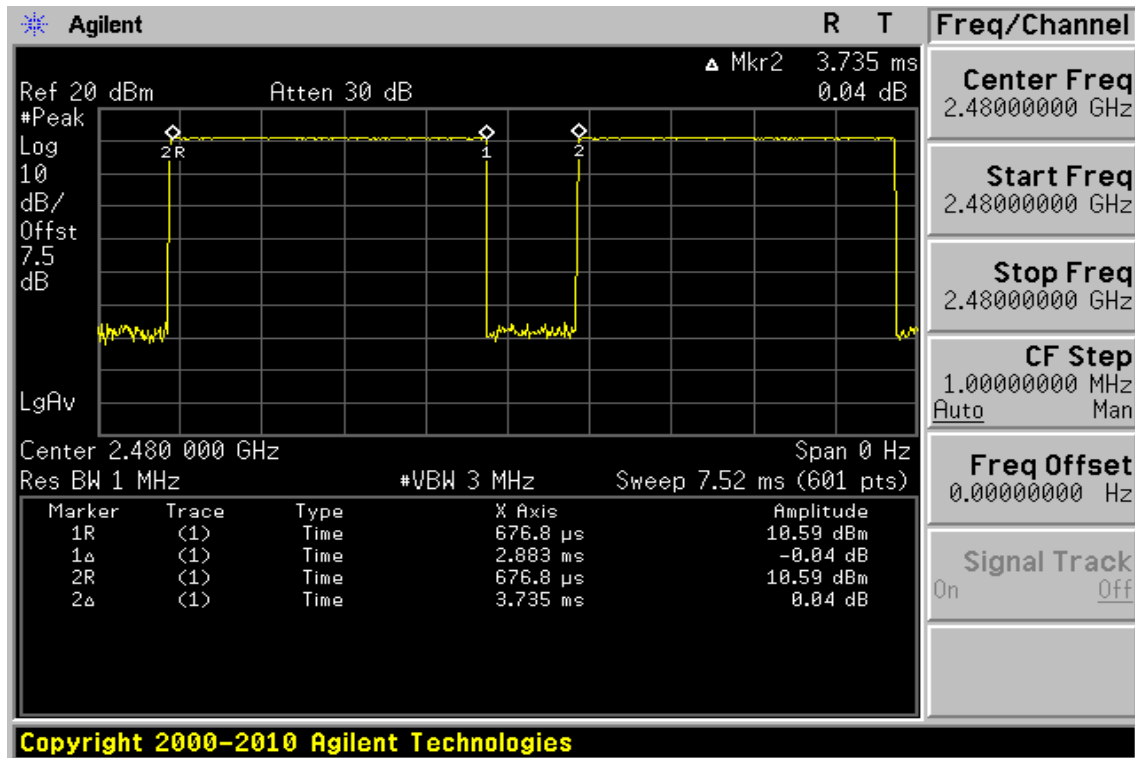 Agilent R T
Freq/Channel
▵ Mkr2 3.735 ms
Ref 20 dBm Atten 30 dB 0.04 dB
#Peak
Log
10
dB/
Offst
7.5
dB
LgAv
2R 1 2
Center 2.480 000 GHz Span 0 Hz
Res BW 1 MHz #VBW 3 MHz Sweep 7.52 ms (601 pts)
Marker Trace Type X Axis Amplitude
1R (1) Time 676.8 µs 10.59 dBm
1▵ (1) Time 2.883 ms -0.04 dB
2R (1) Time 676.8 µs 10.59 dBm
2▵ (1) Time 3.735 ms 0.04 dB
Center Freq
2.48000000 GHz
Start Freq
2.48000000 GHz
Stop Freq
2.48000000 GHz
CF Step
1.00000000 MHz
Auto Man
Freq Offset
0.00000000 Hz
Signal Track
On Off
Copyright 2000-2010 Agilent Technologies